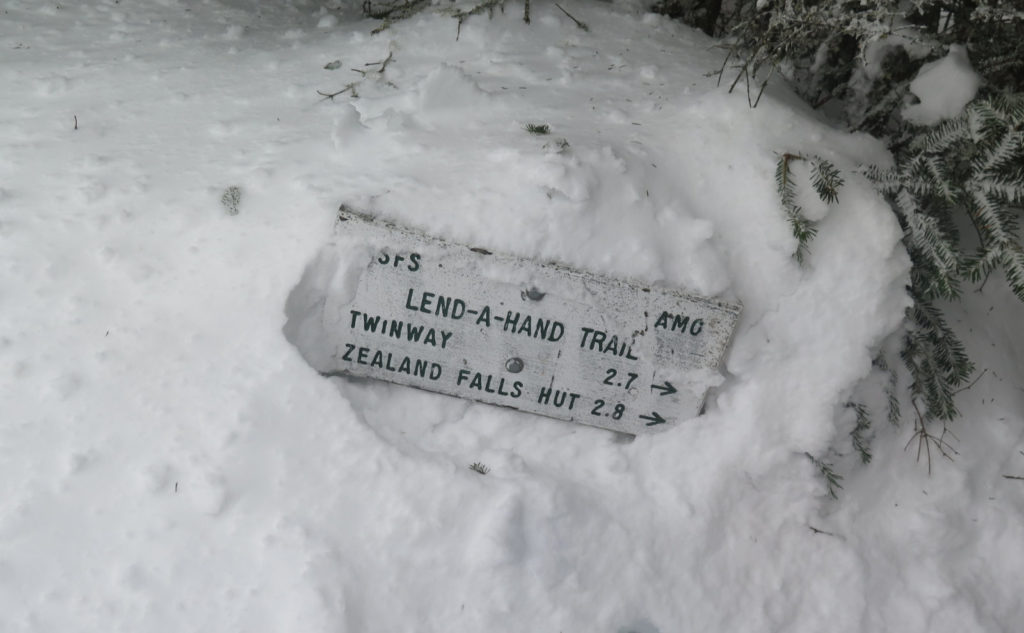 SFS
LEND-A-HAND TRAIL AMC
TWINWAY 2.7 →
ZEALAND FALLS HUT 2.8 →